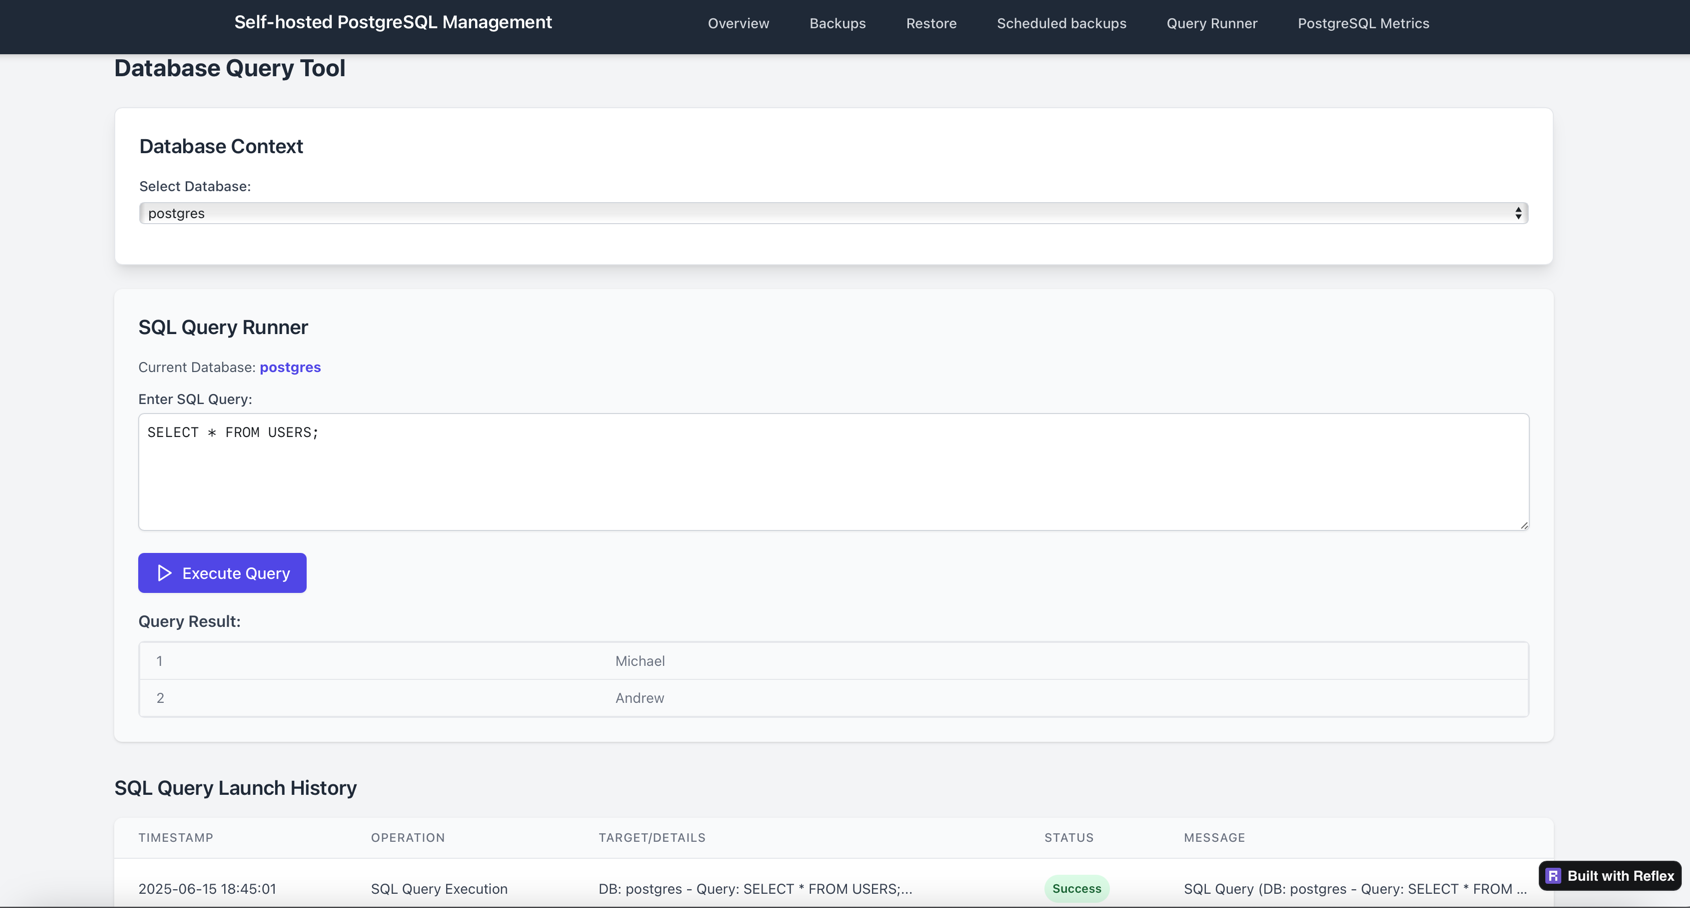 Self-hosted PostgreSQL Management
Overview
Backups
Restore
Scheduled backups
Query Runner
PostgreSQL Metrics
Database Query Tool
Database Context
Select Database:
postgres
SQL Query Runner
Current Database: postgres
Enter SQL Query:
SELECT * FROM USERS;
Execute Query
Query Result:
1 Michael
2 Andrew
SQL Query Launch History
TIMESTAMP OPERATION TARGET/DETAILS STATUS MESSAGE
2025-06-15 18:45:01 SQL Query Execution DB: postgres - Query: SELECT * FROM USERS;... Success SQL Query (DB: postgres - Query: SELECT * FROM ...
Built with Reflex